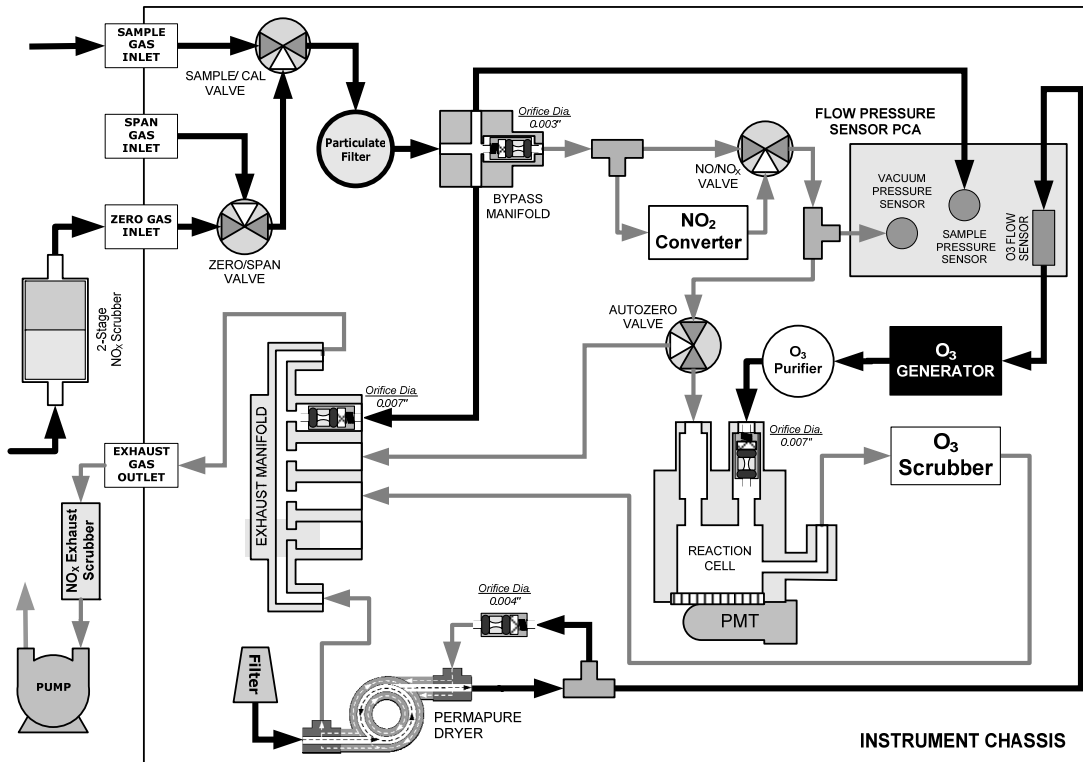 SAMPLE
GAS
INLET
SAMPLE/ CAL
VALVE
SPAN
GAS
INLET
ZERO GAS
INLET
ZERO/SPAN
VALVE
2-Stage
NOX Scrubber
Particulate
Filter
Orifice Dia.
0.003"
BYPASS
MANIFOLD
NO/NOX
VALVE
NO2
Converter
FLOW PRESSURE
SENSOR PCA
VACUUM
PRESSURE
SENSOR
SAMPLE
PRESSURE
SENSOR
O3 FLOW
SENSOR
AUTOZERO
VALVE
O3
Purifier
O3
GENERATOR
Orifice Dia.
0.007"
Orifice Dia.
0.007"
EXHAUST
GAS
OUTLET
EXHAUST MANIFOLD
O3
Scrubber
NOX Exhaust
Scrubber
REACTION
CELL
PMT
Orifice Dia.
0.004"
PUMP
Filter
PERMAPURE
DRYER
INSTRUMENT CHASSIS